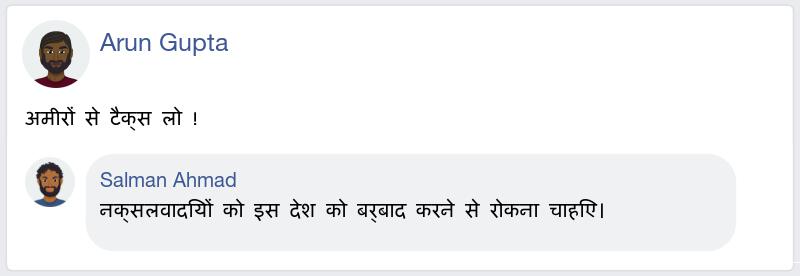 Arun Gupta
अमीरों से टैक्स लो !
Salman Ahmad
नक्सलवादियों को इस देश को बर्बाद करने से रोकना चाहिए।